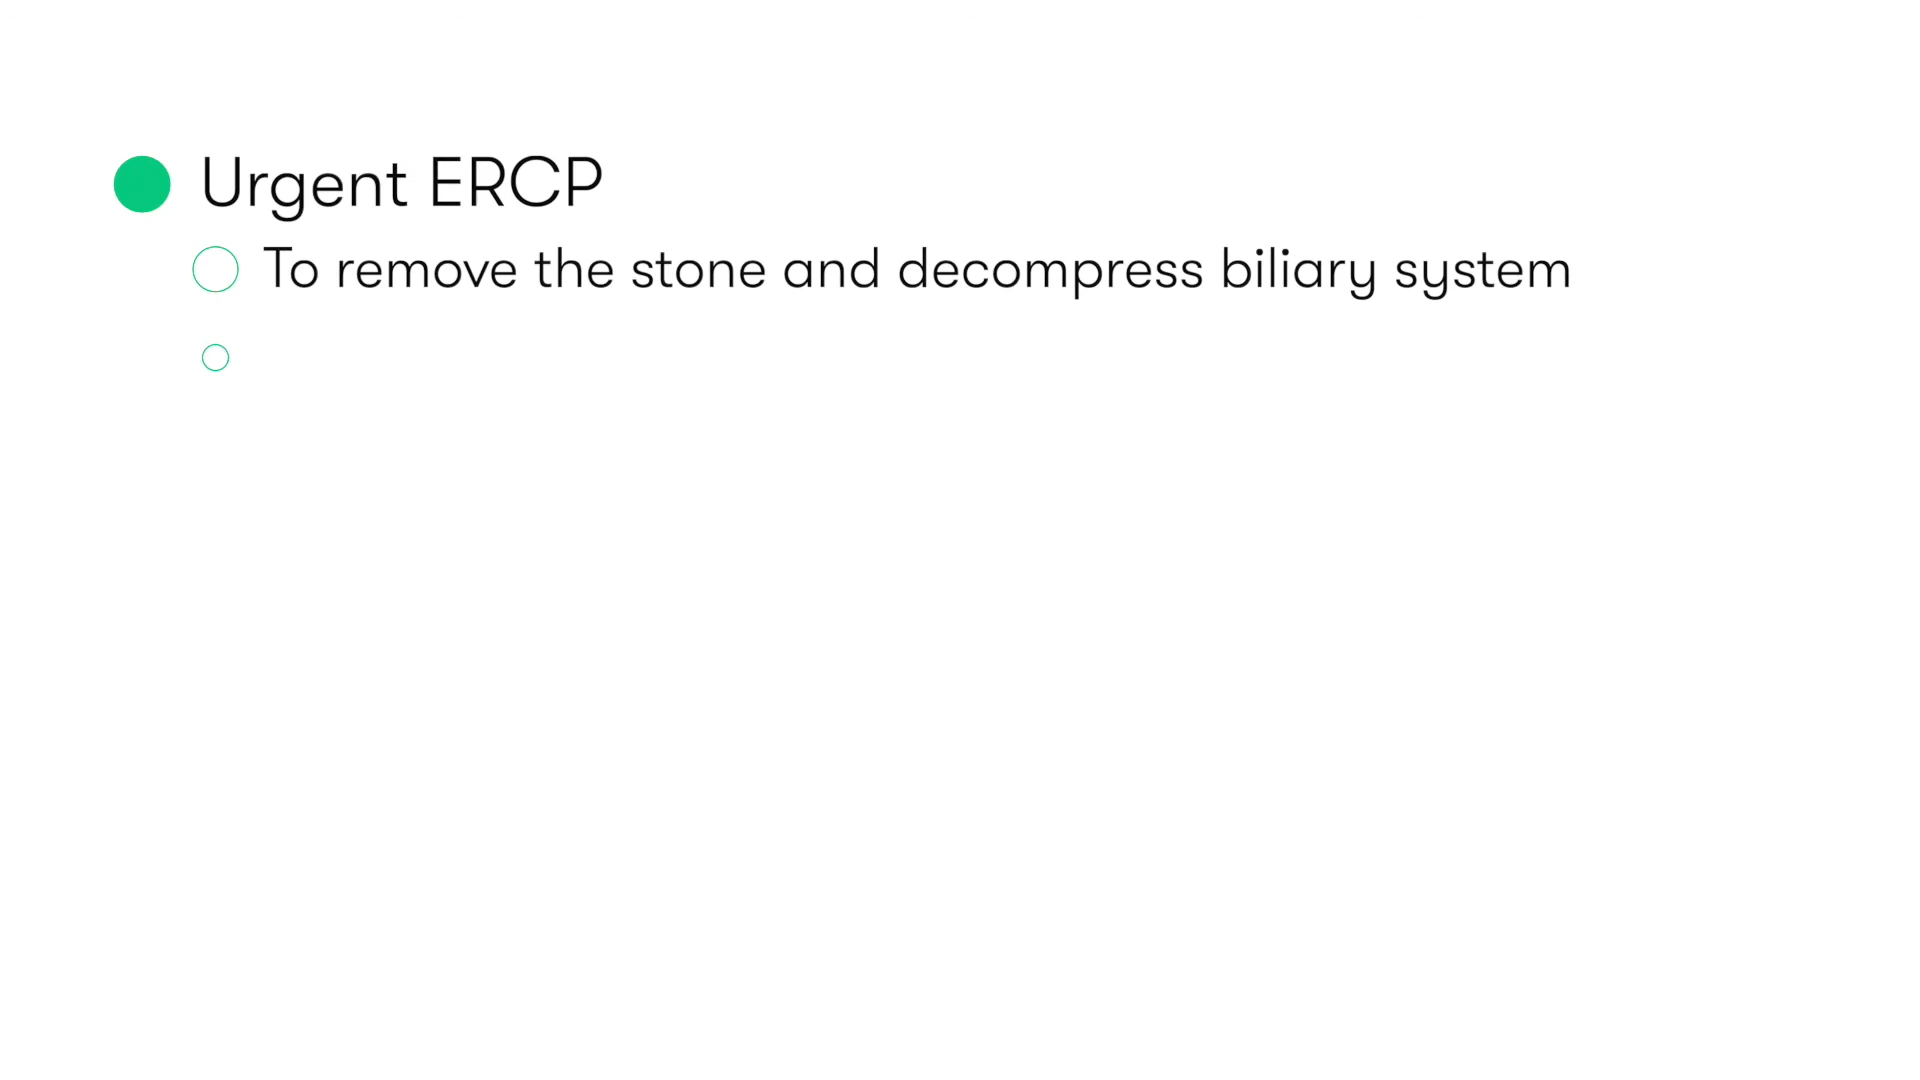 Urgent ERCP
To remove the stone and decompress biliary system